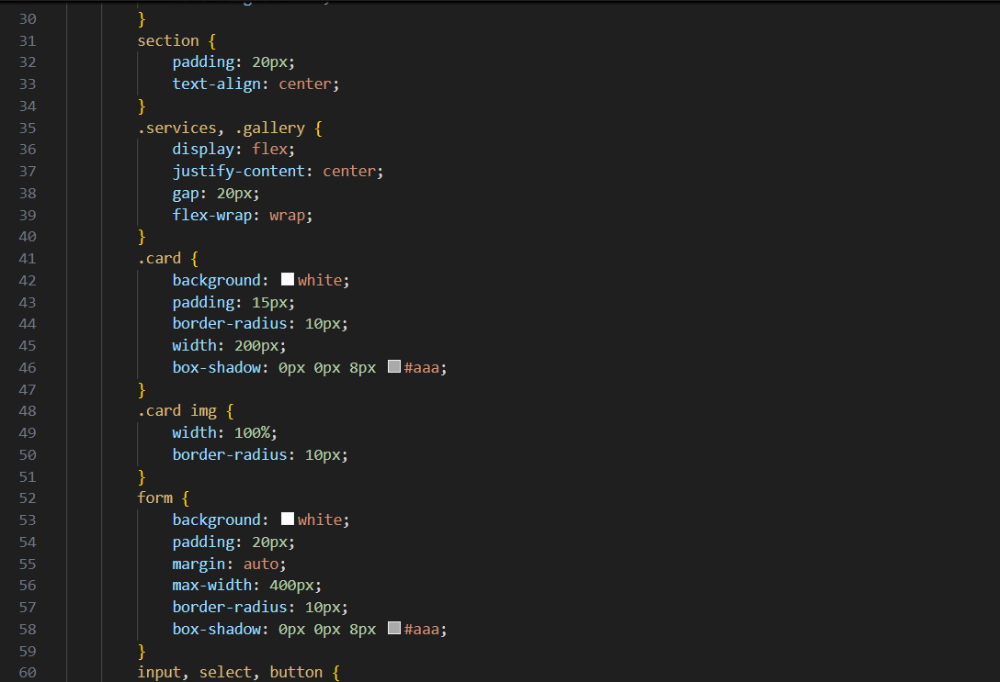 30 }
31 section {
32 padding: 20px;
33 text-align: center;
34 }
35 .services, .gallery {
36 display: flex;
37 justify-content: center;
38 gap: 20px;
39 flex-wrap: wrap;
40 }
41 .card {
42 background: white;
43 padding: 15px;
44 border-radius: 10px;
45 width: 200px;
46 box-shadow: 0px 0px 8px #aaa;
47 }
48 .card img {
49 width: 100%;
50 border-radius: 10px;
51 }
52 form {
53 background: white;
54 padding: 20px;
55 margin: auto;
56 max-width: 400px;
57 border-radius: 10px;
58 box-shadow: 0px 0px 8px #aaa;
59 }
60 input, select, button {